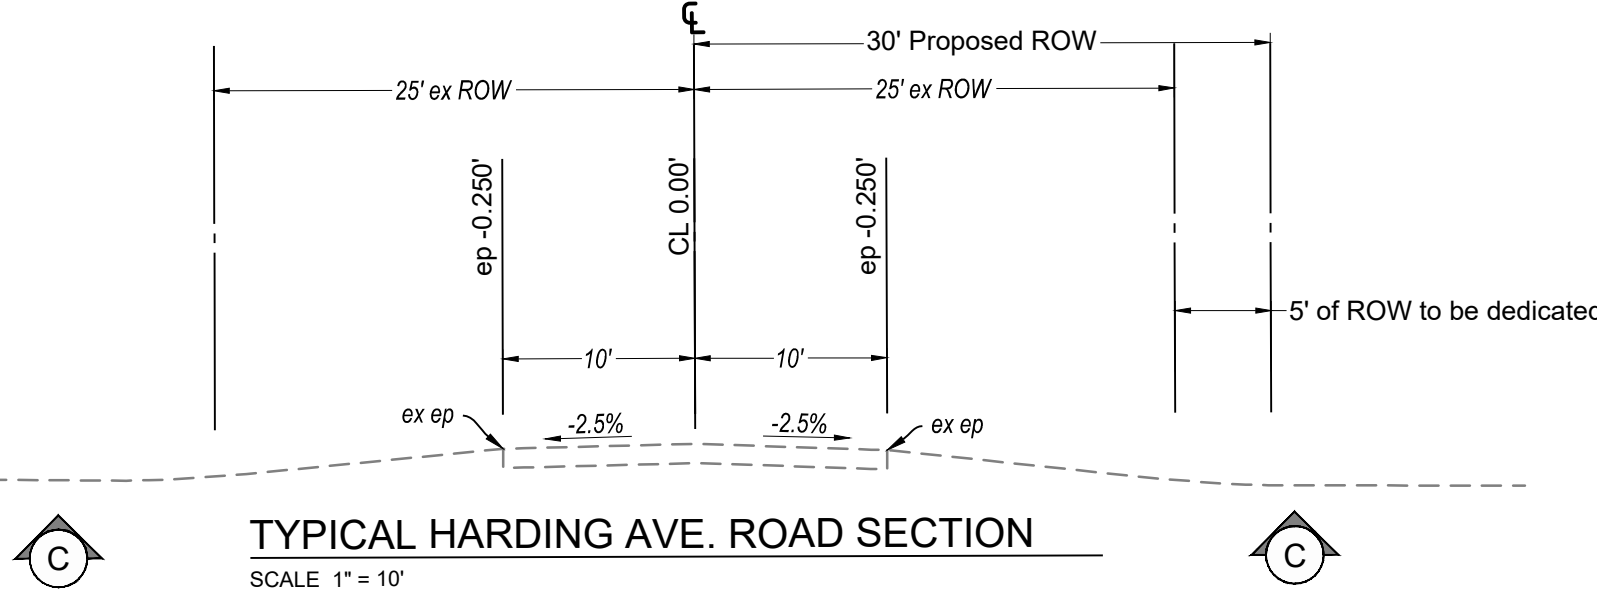 ℄
30' Proposed ROW
25' ex ROW
25' ex ROW
ep -0.250'
CL 0.00'
ep -0.250'
5' of ROW to be dedicated
10'
10'
ex ep
-2.5%
-2.5%
ex ep
TYPICAL HARDING AVE. ROAD SECTION
SCALE 1" = 10'
C
C